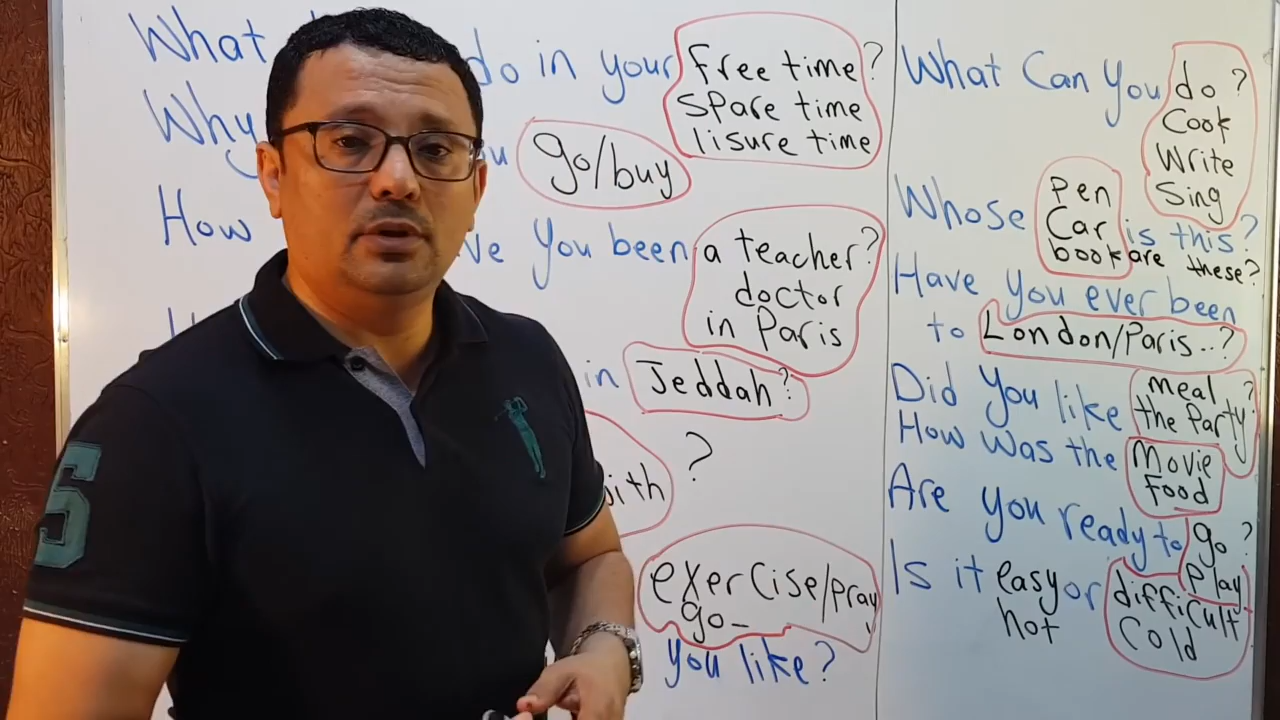 What do in your free time?
spare time
lisure time
Why go/buy
How you been a teacher?
doctor
in Paris
in Jeddah?
with ?
exercise/pray
go-
you like?
What Can You do?
Cook
Write
Sing
Whose Pen is this?
Car
book are these?
Have you ever been
to London/Paris..?
Did You like meal?
the Party
How was the Movie
food
Are you ready to go?
Play
Is it easy or difficult
hot Cold
5